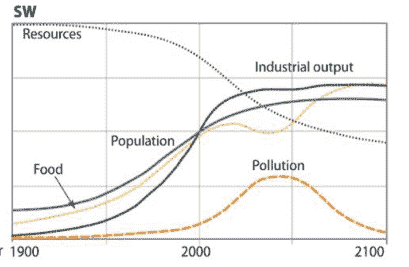 SW
Resources
Industrial output
Population
Food
Pollution
r 1900 2000 2100